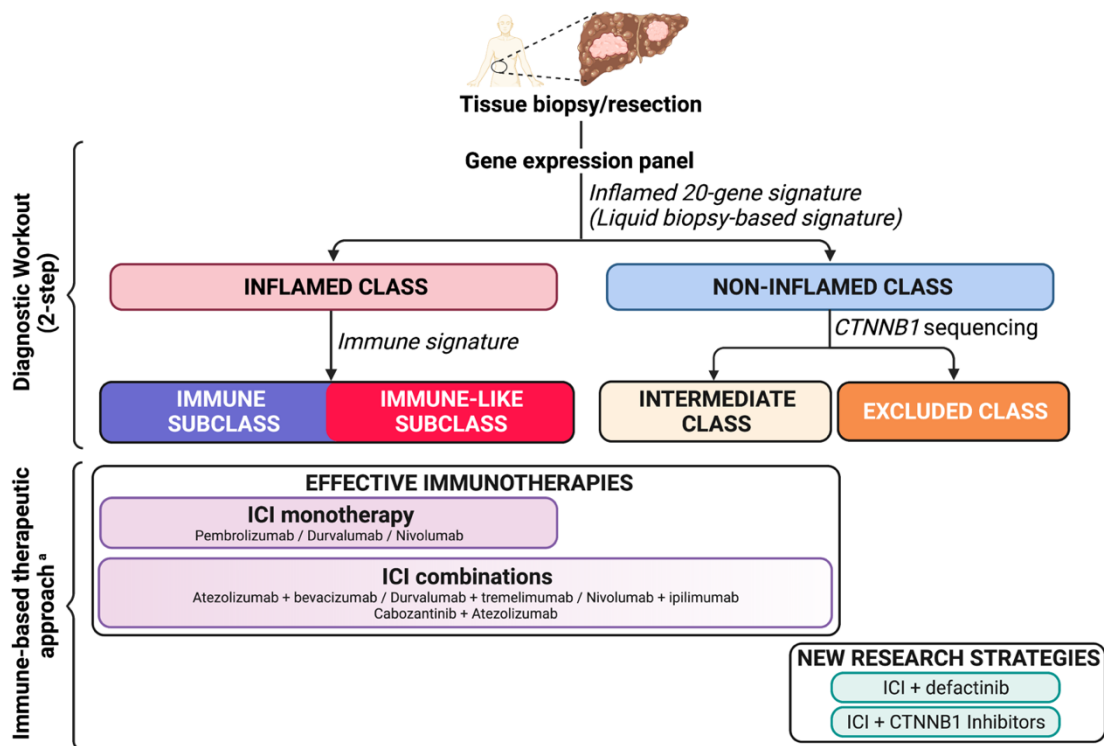 Tissue biopsy/resection
Gene expression panel
Inflamed 20-gene signature
(Liquid biopsy-based signature)
Diagnostic Workout
(2-step)
INFLAMED CLASS
NON-INFLAMED CLASS
Immune signature
CTNNB1 sequencing
IMMUNE
SUBCLASS
IMMUNE-LIKE
SUBCLASS
INTERMEDIATE
CLASS
EXCLUDED CLASS
Immune-based therapeutic
approach a
EFFECTIVE IMMUNOTHERAPIES
ICI monotherapy
Pembrolizumab / Durvalumab / Nivolumab
ICI combinations
Atezolizumab + bevacizumab / Durvalumab + tremelimumab / Nivolumab + ipilimumab
Cabozantinib + Atezolizumab
NEW RESEARCH STRATEGIES
ICI + defactinib
ICI + CTNNB1 Inhibitors